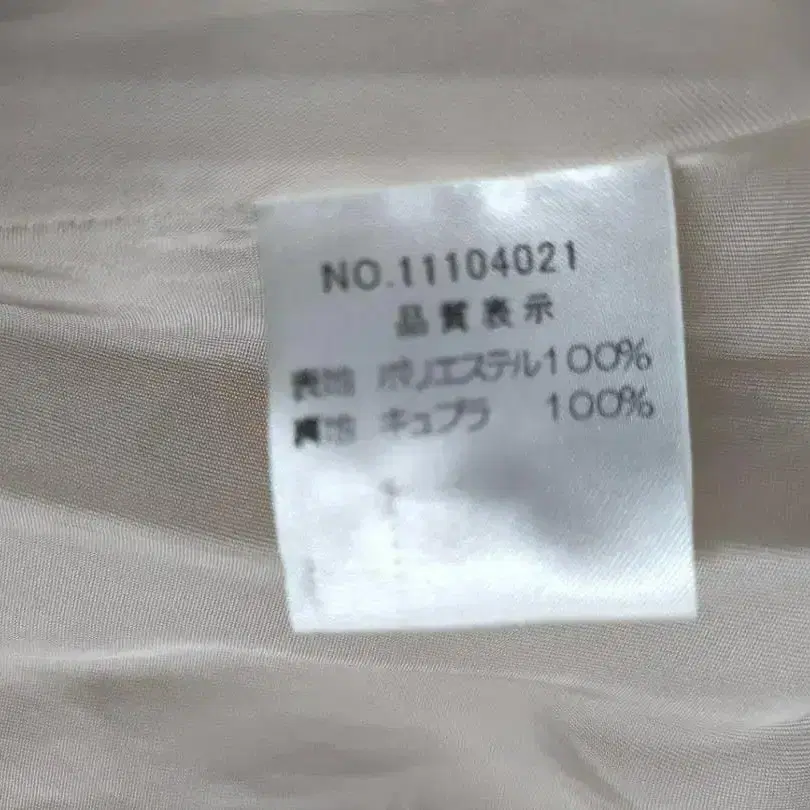 NO.11104021
品質表示
表地 ポリエステル100%
裏地 キュプラ 100%